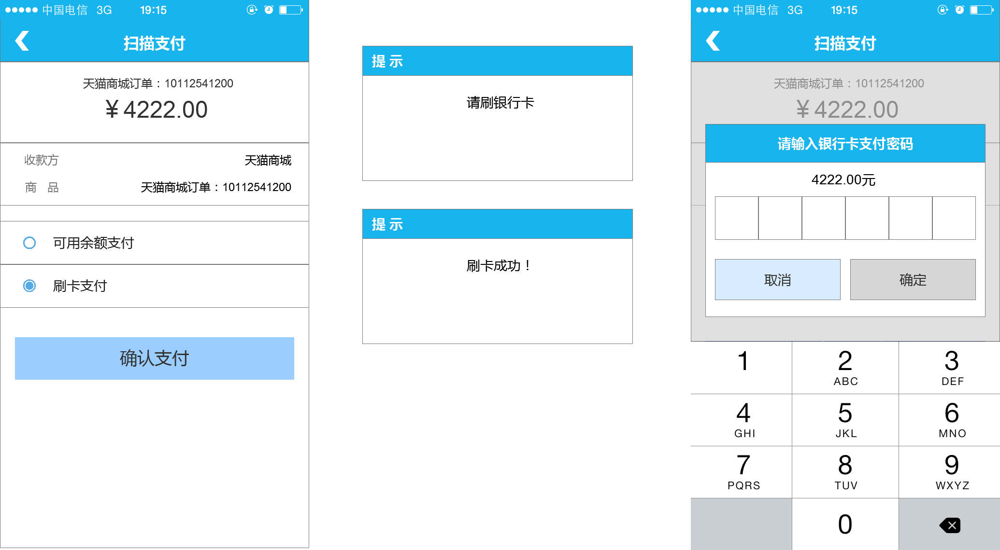 中国电信 3G 19:15
扫描支付
天猫商城订单：10112541200
￥4222.00
收款方 天猫商城
商 品 天猫商城订单：10112541200
可用余额支付
刷卡支付
确认支付
提 示
请刷银行卡
提 示
刷卡成功！
中国电信 3G 19:15
扫描支付
天猫商城订单：10112541200
￥4222.00
请输入银行卡支付密码
4222.00元
取消 确定
1 2 3
ABC DEF
4 5 6
GHI JKL MNO
7 8 9
PQRS TUV WXYZ
0